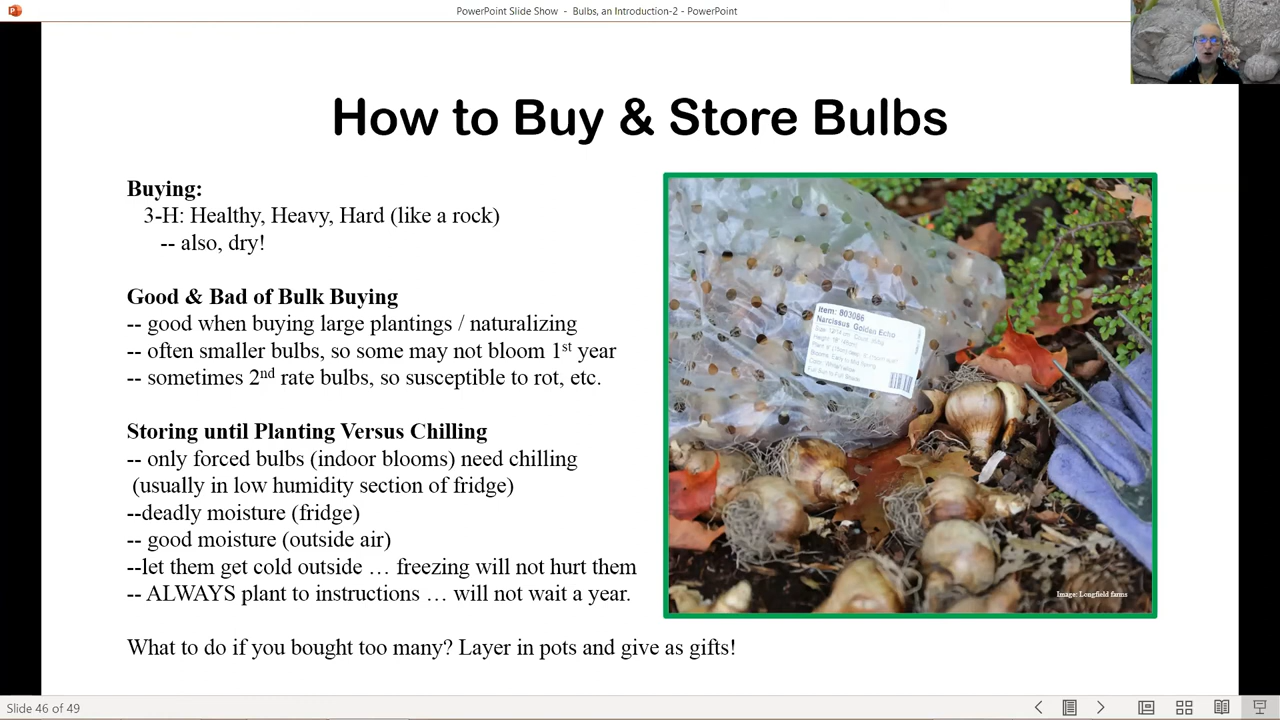 PowerPoint Slide Show - Bulbs, an Introduction-2 - PowerPoint
How to Buy & Store Bulbs
Buying:
3-H: Healthy, Heavy, Hard (like a rock)
-- also, dry!
Good & Bad of Bulk Buying
-- good when buying large plantings / naturalizing
-- often smaller bulbs, so some may not bloom 1st year
-- sometimes 2nd rate bulbs, so susceptible to rot, etc.
Storing until Planting Versus Chilling
-- only forced bulbs (indoor blooms) need chilling
(usually in low humidity section of fridge)
--deadly moisture (fridge)
-- good moisture (outside air)
--let them get cold outside … freezing will not hurt them
-- ALWAYS plant to instructions … will not wait a year.
What to do if you bought too many? Layer in pots and give as gifts!
Item: 803086
Narcissus Golden Echo
Image: Longfield farms
Slide 46 of 49